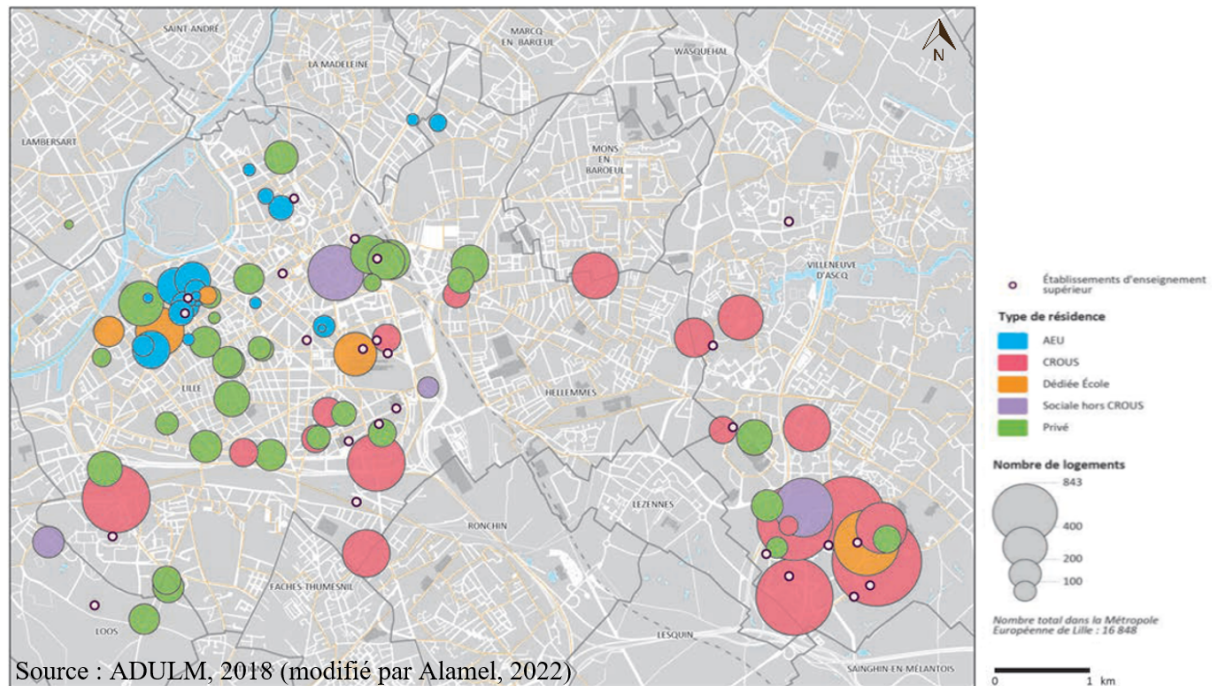 SAINT-ANDRÉ
MARCQ
EN BARŒUL
WASQUEHAL
N
LA MADELEINE
LAMBERSART
MONS
EN
BARŒUL
VILLENEUVE
D'ASCQ
LILLE
HELLEMMES
LEZENNES
RONCHIN
FACHES-THUMESNIL
LOOS
LESQUIN
SAINGHIN-EN-MÉLANTOIS
Source : ADULM, 2018 (modifié par Alamel, 2022)
Établissements d'enseignement
supérieur
Type de résidence
AEU
CROUS
Dédiée École
Sociale hors CROUS
Privé
Nombre de logements
843
400
200
100
Nombre total dans la Métropole
Européenne de Lille : 16 848
0 1 km